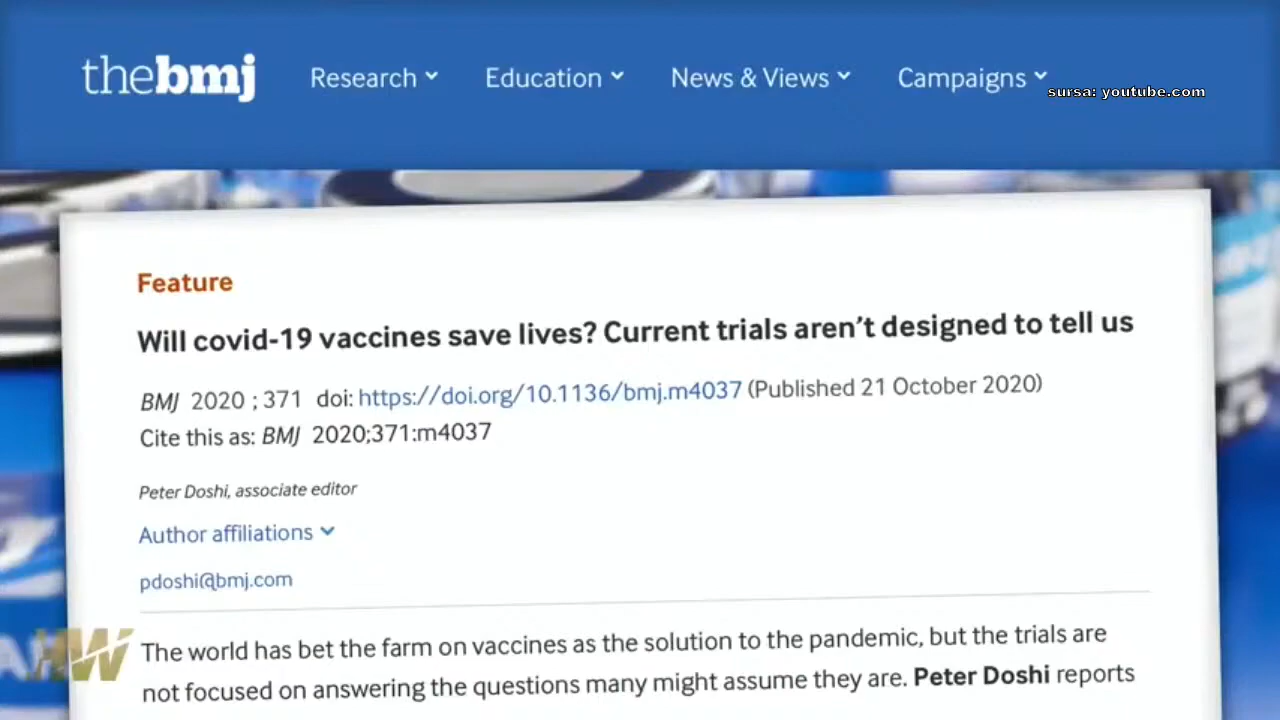 thebmj Research Education News & Views Campaigns
sursa: youtube.com
Feature
Will covid-19 vaccines save lives? Current trials aren't designed to tell us
BMJ 2020 ; 371 doi: https://doi.org/10.1136/bmj.m4037 (Published 21 October 2020)
Cite this as: BMJ 2020;371:m4037
Peter Doshi, associate editor
Author affiliations
pdoshi@bmj.com
The world has bet the farm on vaccines as the solution to the pandemic, but the trials are
not focused on answering the questions many might assume they are. Peter Doshi reports
HW